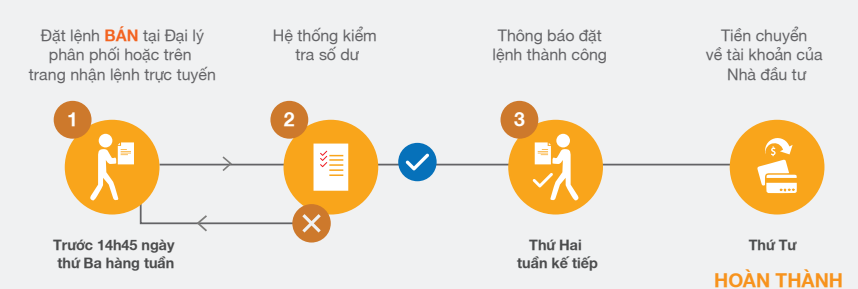 Đặt lệnh BÁN tại Đại lý
phân phối hoặc trên
trang nhận lệnh trực tuyến
Hệ thống kiểm
tra số dư
Thông báo đặt
lệnh thành công
Tiền chuyển
về tài khoản của
Nhà đầu tư
1
2
3
$
Trước 14h45 ngày
thứ Ba hàng tuần
Thứ Hai
tuần kế tiếp
Thứ Tư
HOÀN THÀNH